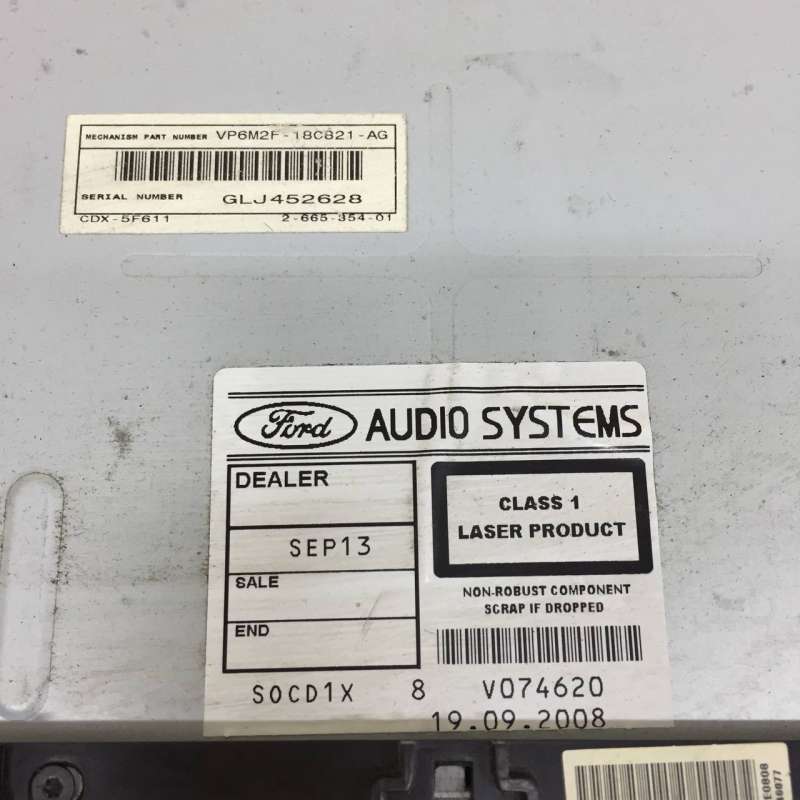 MECHANISM PART NUMBER VP6M2F-18C821-AG
SERIAL NUMBER GLJ452628
CDX-5F611 2-665-354-01
Ford AUDIO SYSTEMS
DEALER
SEP13
SALE
END
CLASS 1
LASER PRODUCT
NON-ROBUST COMPONENT
SCRAP IF DROPPED
SOCD1X 8 V074620
19.09.2008